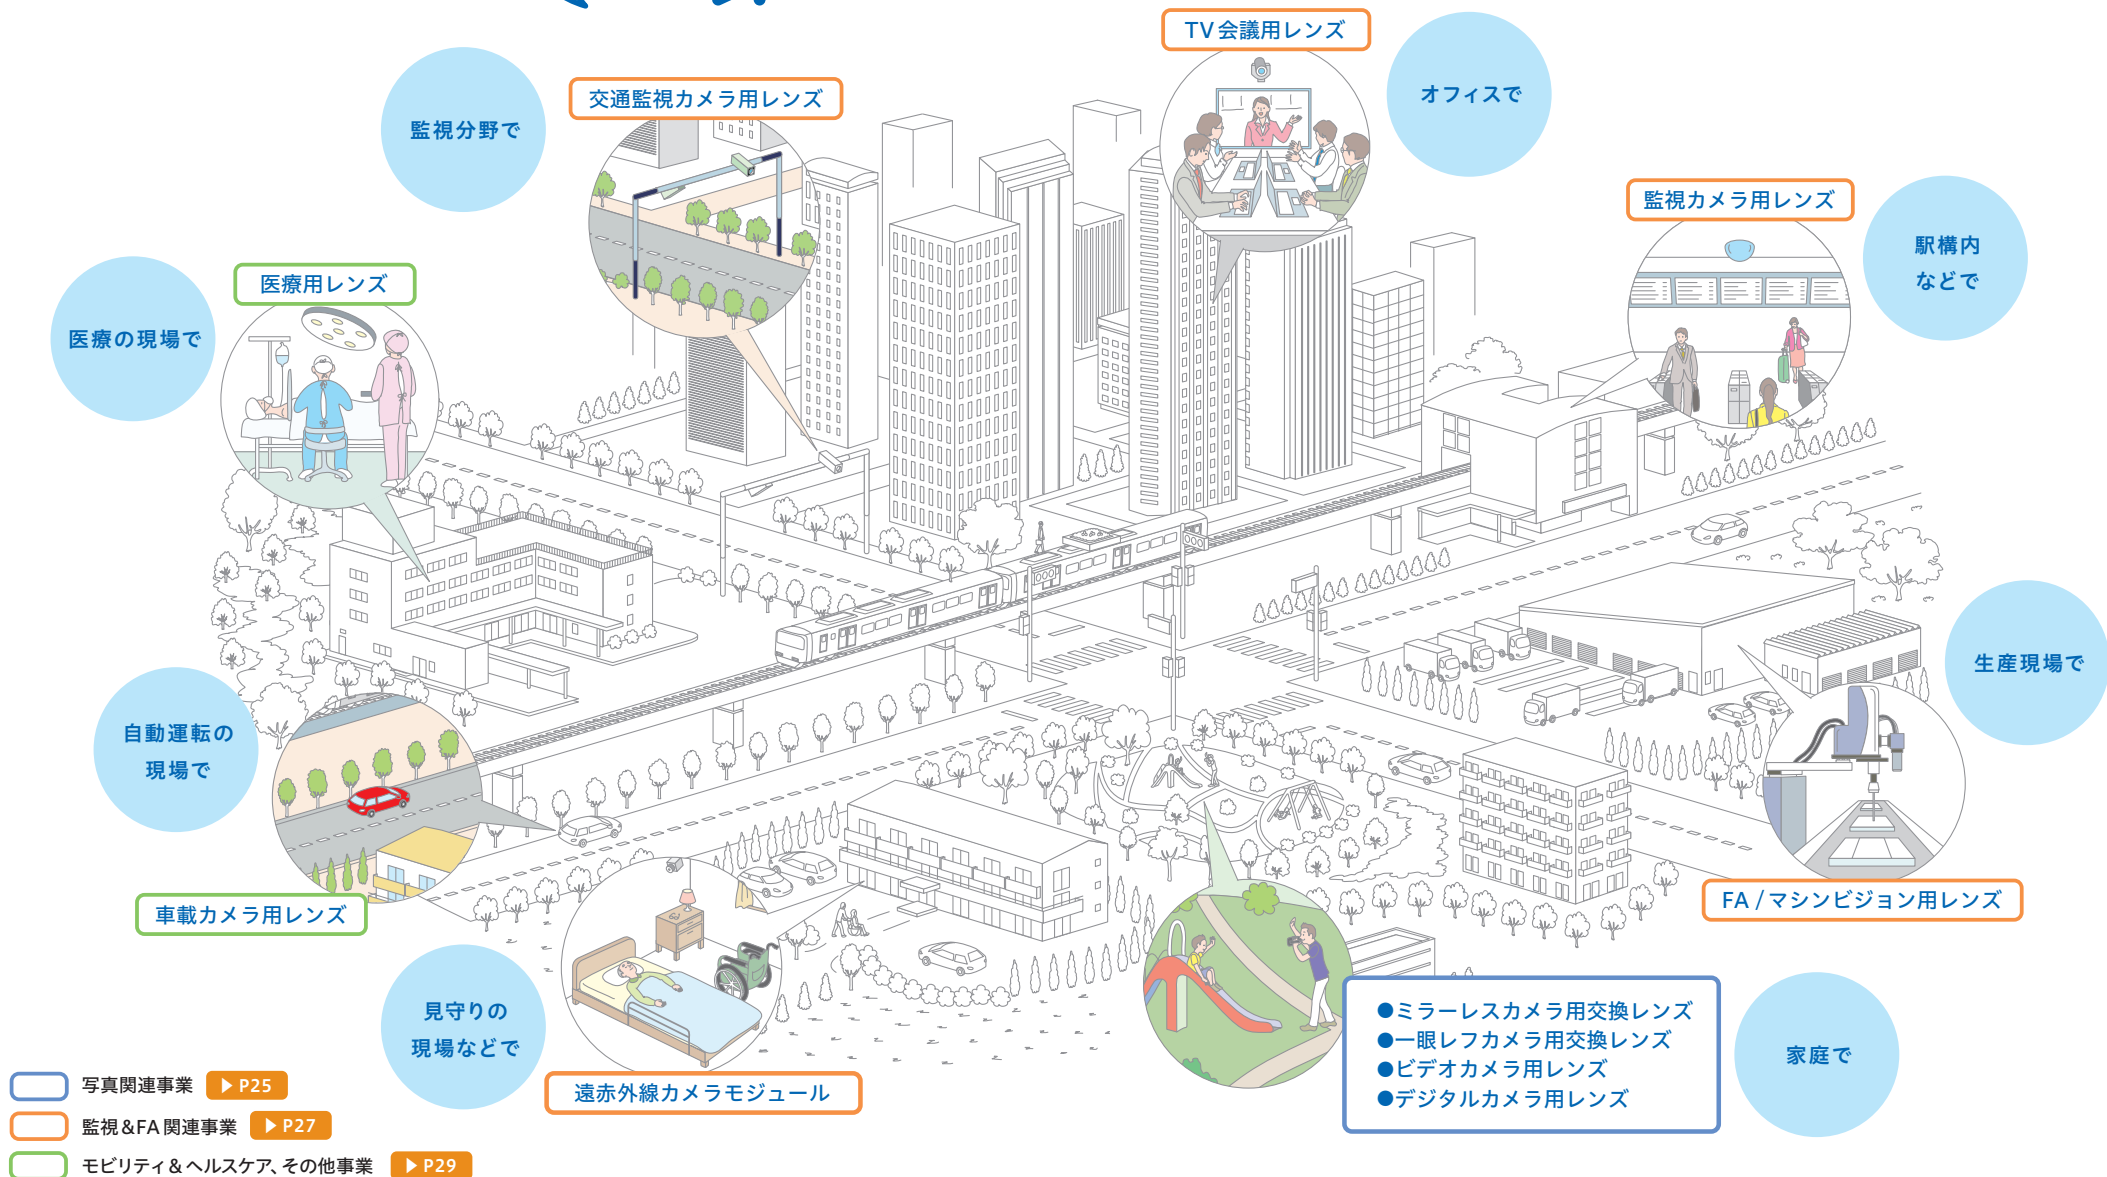 TV会議用レンズ
オフィスで
監視分野で
交通監視カメラ用レンズ
監視カメラ用レンズ
駅構内
などで
医療用レンズ
医療の現場で
生産現場で
自動運転の
現場で
車載カメラ用レンズ
FA/マシンビジョン用レンズ
見守りの
現場などで
遠赤外線カメラモジュール
●ミラーレスカメラ用交換レンズ
●一眼レフカメラ用交換レンズ
●ビデオカメラ用レンズ
●デジタルカメラ用レンズ
家庭で
写真関連事業 ▶P25
監視&FA関連事業 ▶P27
モビリティ&ヘルスケア、その他事業 ▶P29